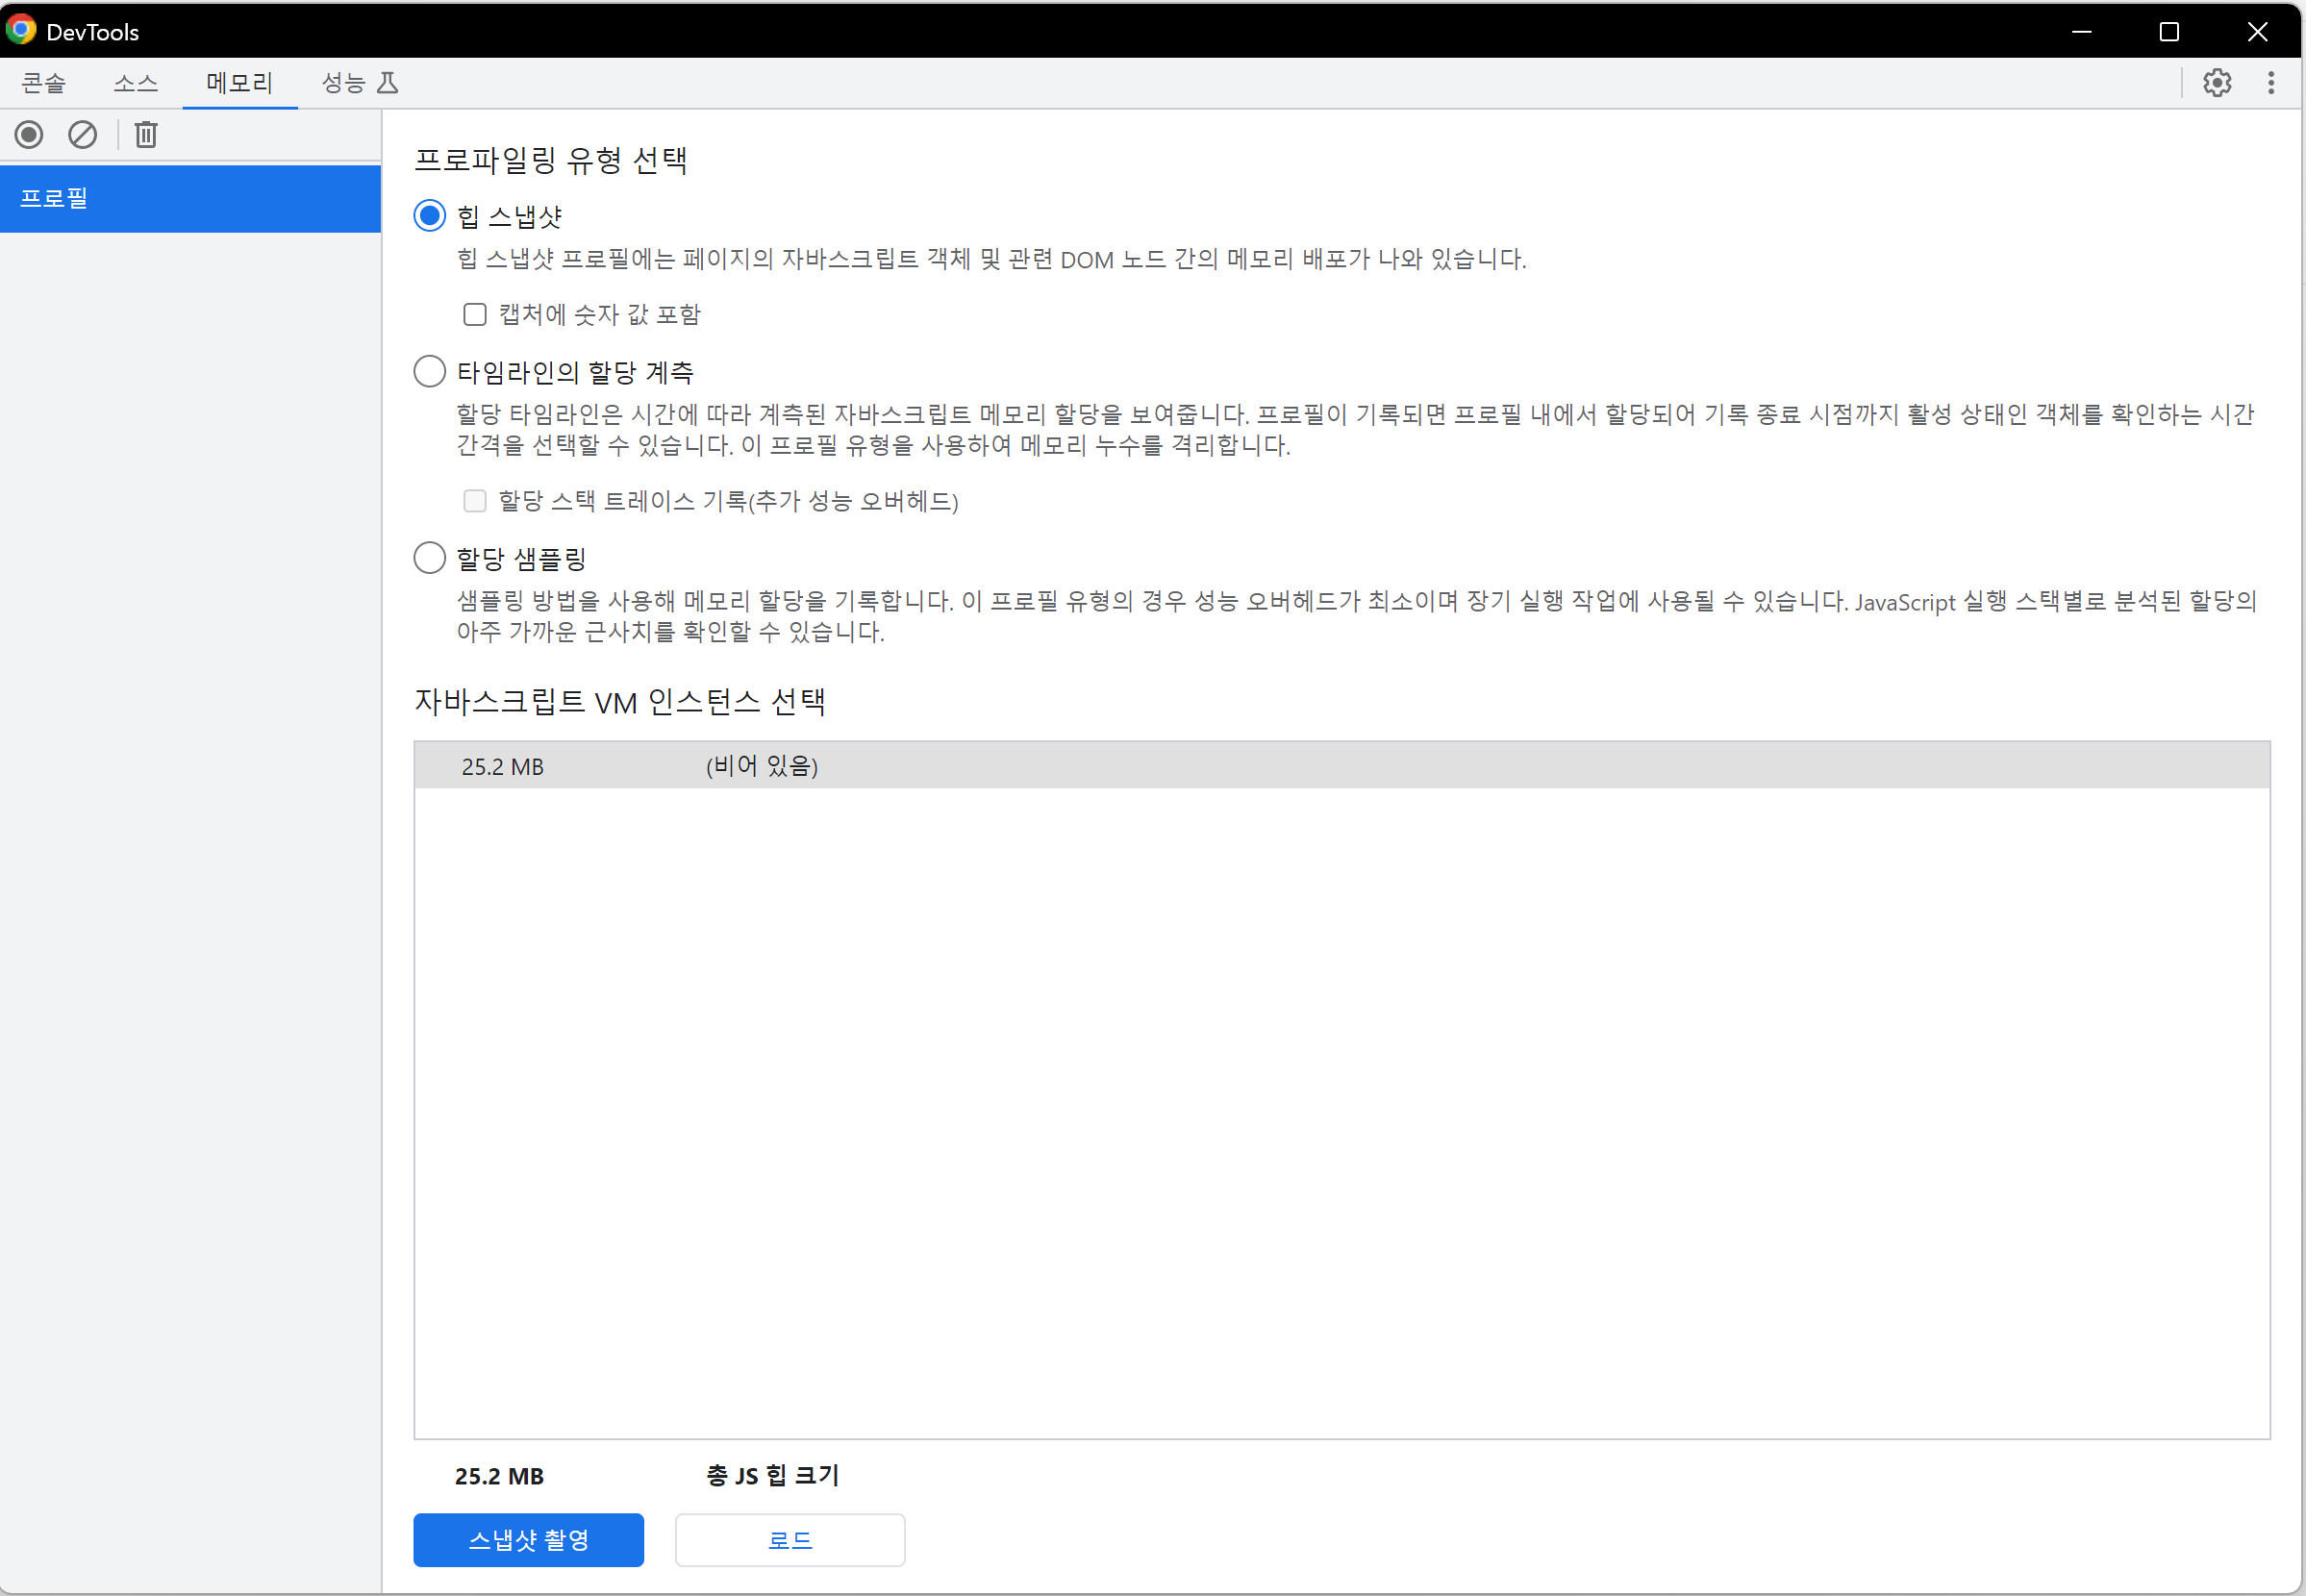 DevTools
콘솔 소스 메모리 성능
프로필
프로파일링 유형 선택
힙 스냅샷
힙 스냅샷 프로필에는 페이지의 자바스크립트 객체 및 관련 DOM 노드 간의 메모리 배포가 나와 있습니다.
캡처에 숫자 값 포함
타임라인의 할당 계측
할당 타임라인은 시간에 따라 계측된 자바스크립트 메모리 할당을 보여줍니다. 프로필이 기록되면 프로필 내에서 할당되어 기록 종료 시점까지 활성 상태인 객체를 확인하는 시간
간격을 선택할 수 있습니다. 이 프로필 유형을 사용하여 메모리 누수를 격리합니다.
할당 스택 트레이스 기록(추가 성능 오버헤드)
할당 샘플링
샘플링 방법을 사용해 메모리 할당을 기록합니다. 이 프로필 유형의 경우 성능 오버헤드가 최소이며 장기 실행 작업에 사용될 수 있습니다. JavaScript 실행 스택별로 분석된 할당의
아주 가까운 근사치를 확인할 수 있습니다.
자바스크립트 VM 인스턴스 선택
25.2 MB (비어 있음)
25.2 MB 총 JS 힙 크기
스냅샷 촬영 로드